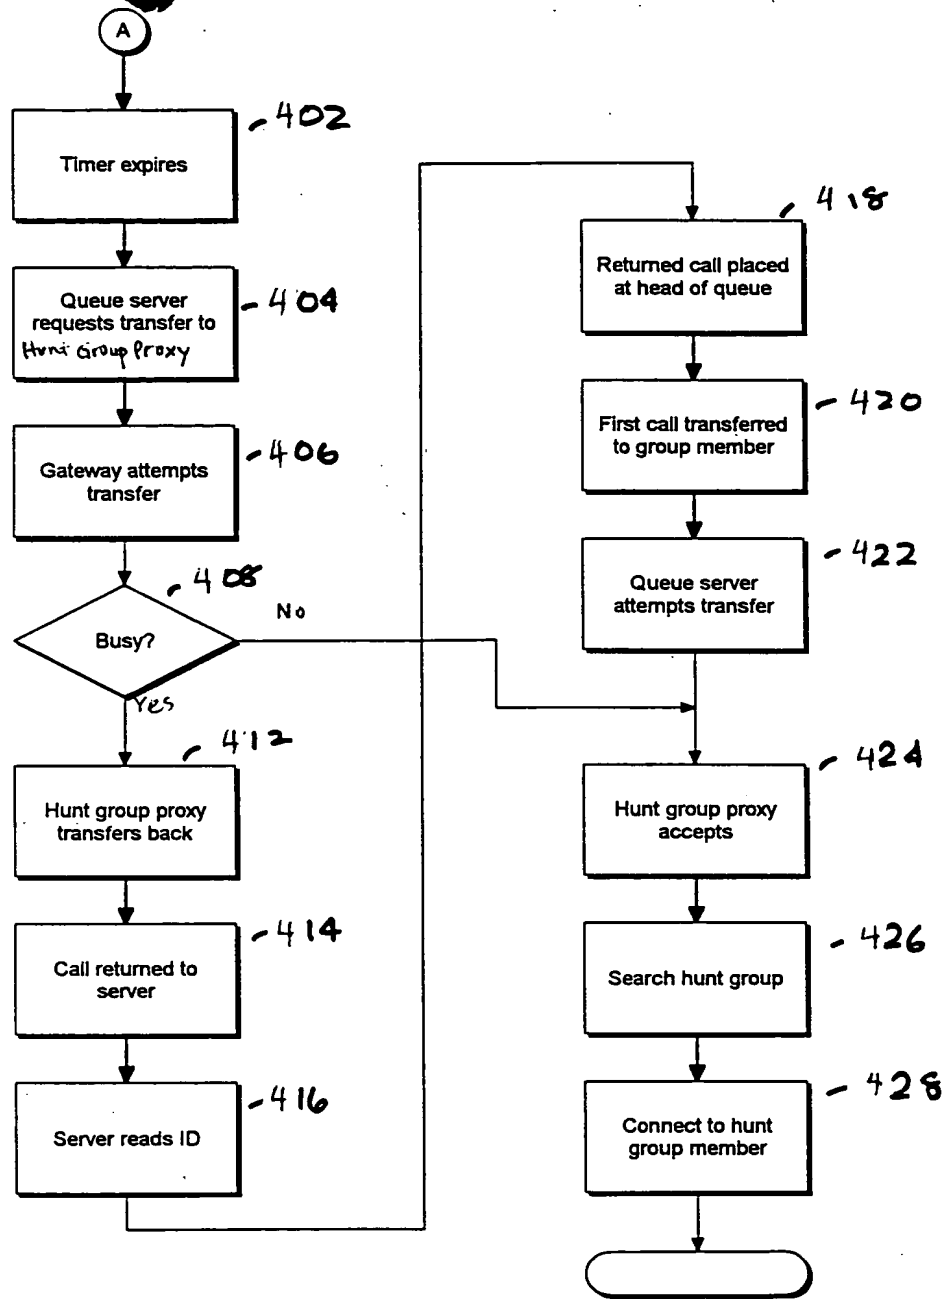 A
402
Timer expires
Queue server
requests transfer to
Hunt Group Proxy
404
Gateway attempts
transfer
406
408
Busy?
No
Yes
412
Hunt group proxy
transfers back
414
Call returned to
server
416
Server reads ID
418
Returned call placed
at head of queue
420
First call transferred
to group member
422
Queue server
attempts transfer
424
Hunt group proxy
accepts
426
Search hunt group
428
Connect to hunt
group member